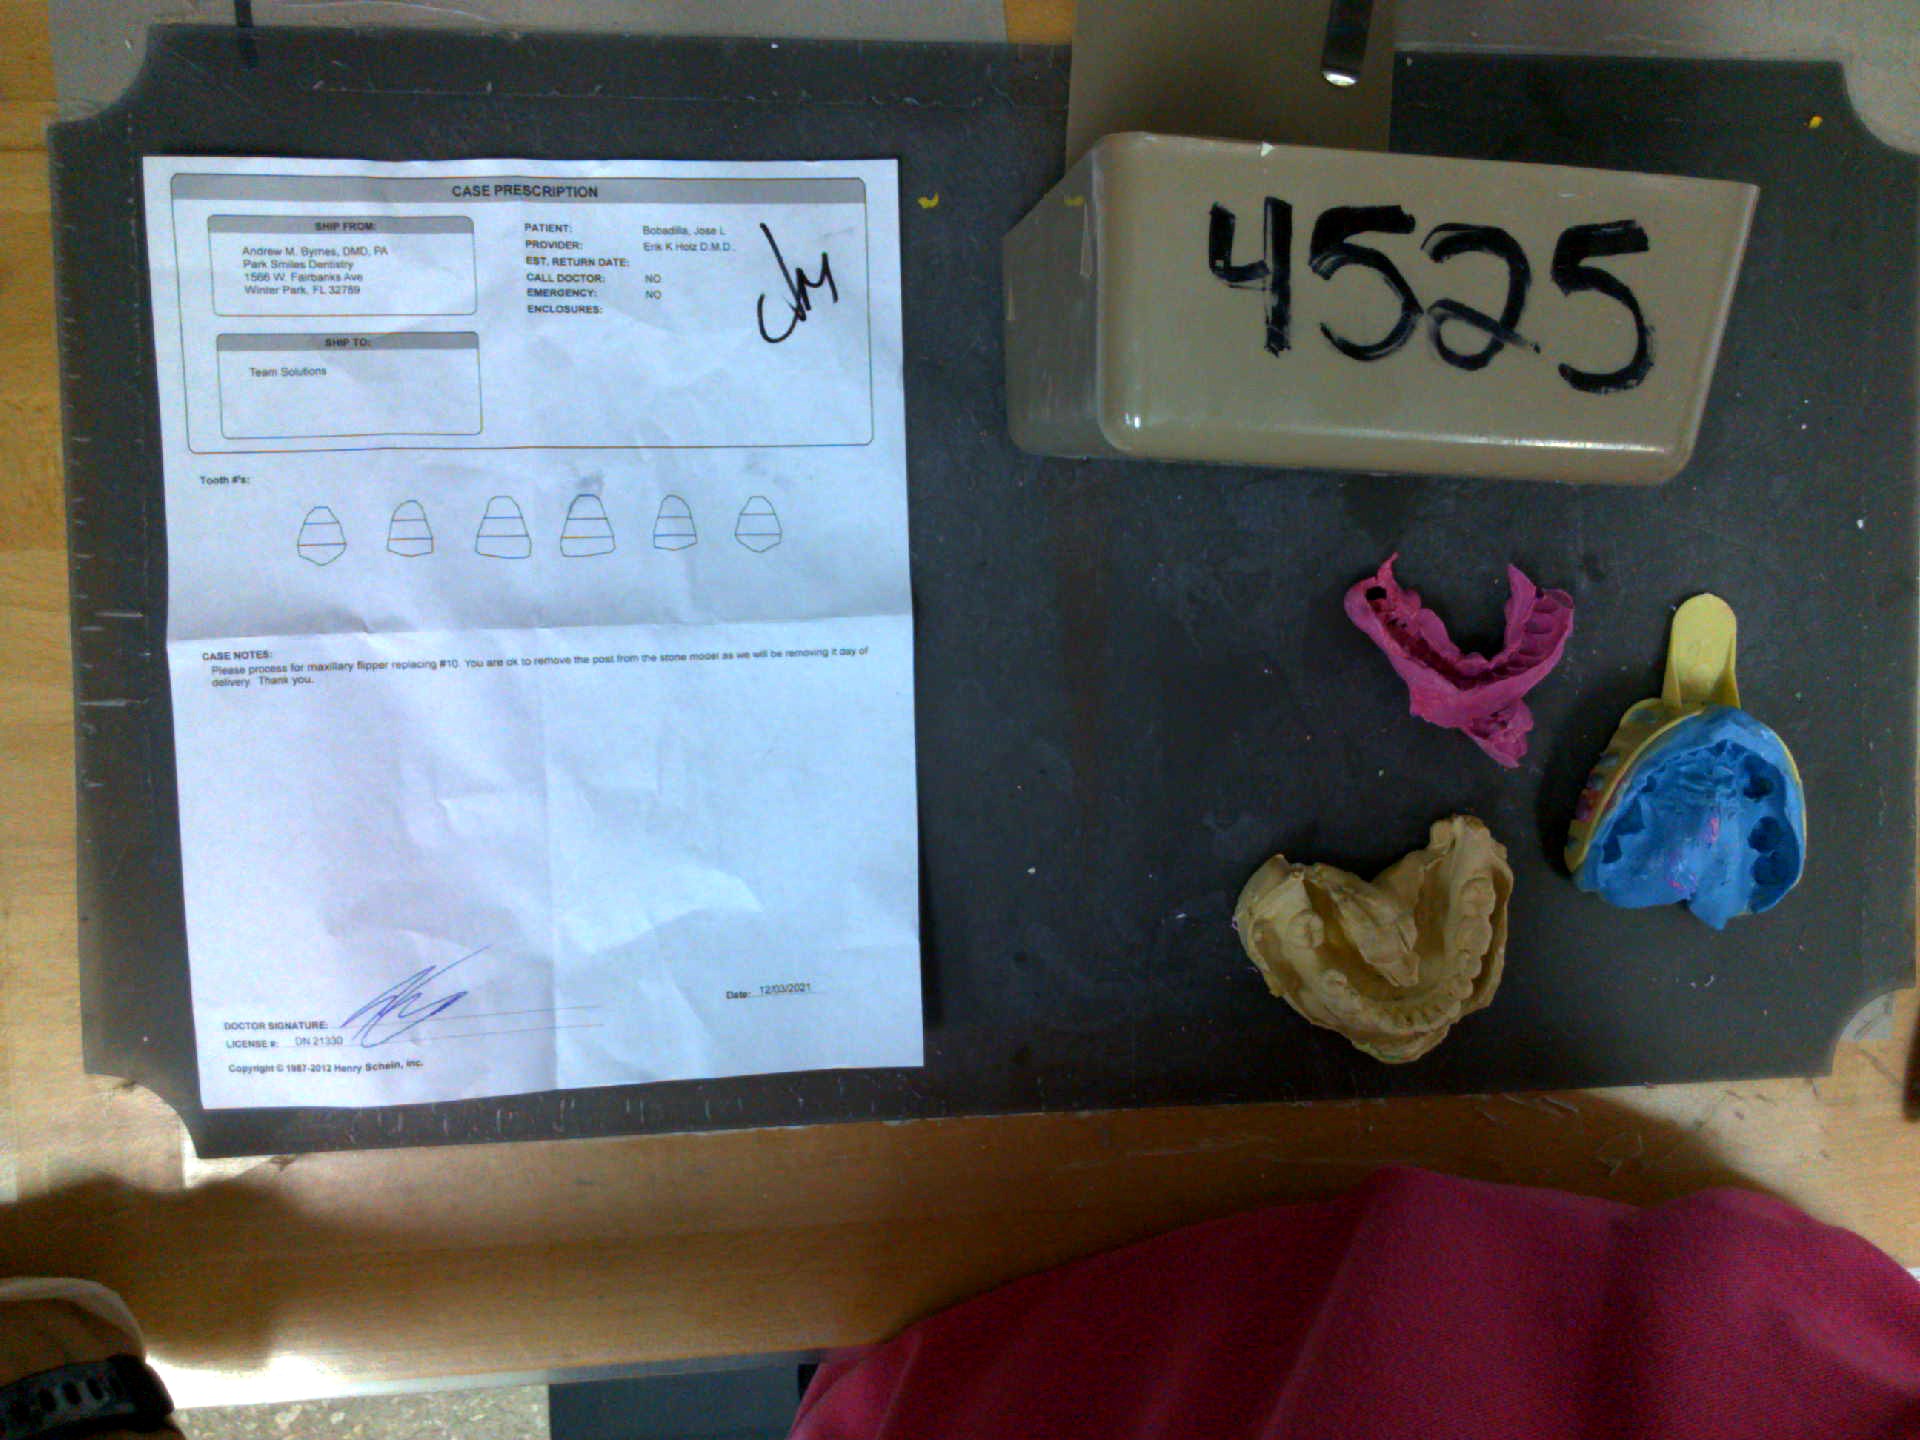 CASE PRESCRIPTION
SHIP FROM:
Andrew M. Byrnes, DMD, PA
Park Smiles Dentistry
1566 W. Fairbanks Ave
Winter Park, FL 32789
SHIP TO:
Team Solutions
PATIENT: Bobadilla, Jose L
PROVIDER: Erik K Holz D.M.D.
EST. RETURN DATE:
CALL DOCTOR: NO
EMERGENCY: NO
ENCLOSURES:
4525
Tooth #'s:
CASE NOTES:
Please process for maxillary flipper replacing #10. You are ok to remove the post from the stone model as we will be removing it day of
delivery. Thank you.
Date: 12/03/2021
DOCTOR SIGNATURE:
LICENSE #: DN 21330
Copyright © 1987-2012 Henry Schein, Inc.